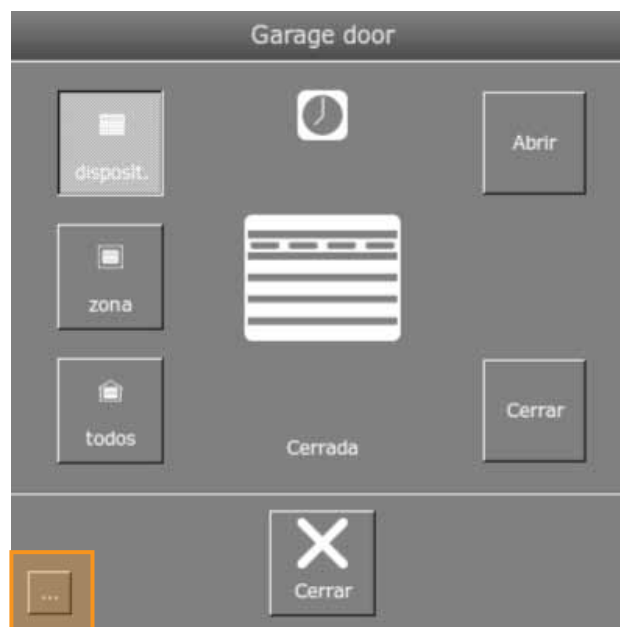 Garage door
disposit.
Abrir
zona
todos
Cerrada
Cerrar
Cerrar
...